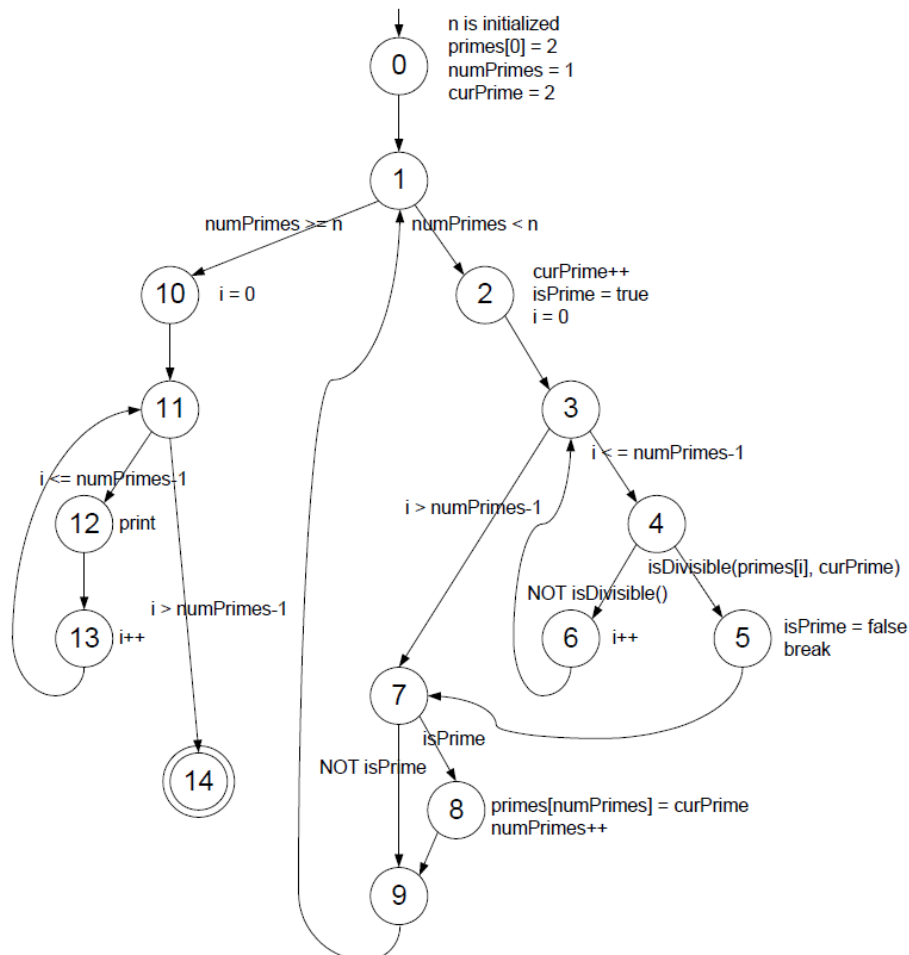 n is initialized
primes[0] = 2
numPrimes = 1
curPrime = 2
0
1
numPrimes >= n
numPrimes < n
10
i = 0
2
curPrime++
isPrime = true
i = 0
11
3
i <= numPrimes-1
i < = numPrimes-1
i > numPrimes-1
12
print
4
isDivisible(primes[i], curPrime)
NOT isDivisible()
i > numPrimes-1
13
i++
6
i++
5
isPrime = false
break
7
isPrime
NOT isPrime
14
8
primes[numPrimes] = curPrime
numPrimes++
9